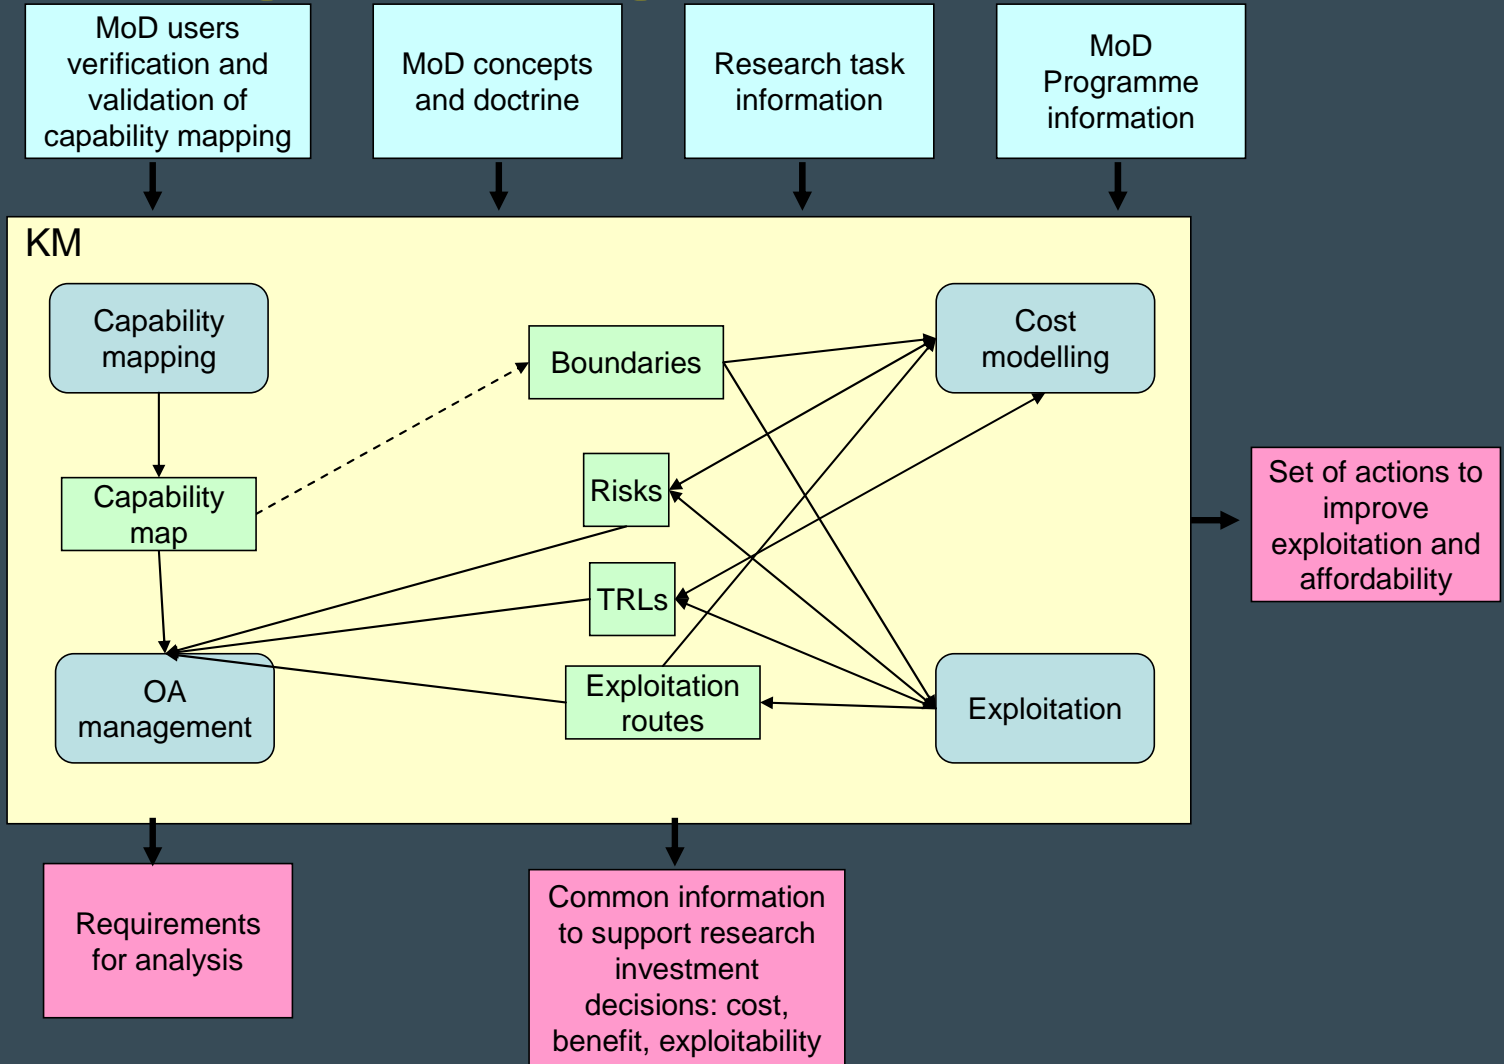 MoD users
verification and
validation of
capability mapping
MoD concepts
and doctrine
Research task
information
MoD
Programme
information
KM
Capability
mapping
Boundaries
Cost
modelling
Capability
map
Risks
TRLs
Set of actions to
improve
exploitation and
affordability
OA
management
Exploitation
routes
Exploitation
Requirements
for analysis
Common information
to support research
investment
decisions: cost,
benefit, exploitability